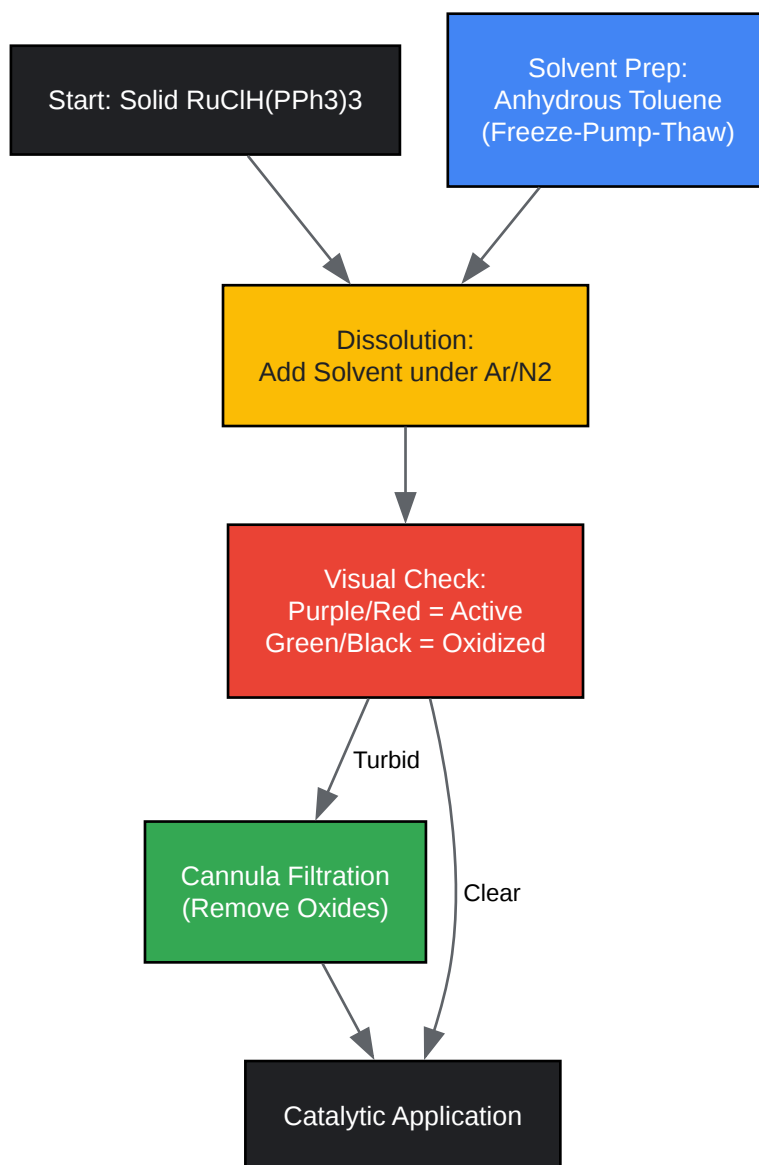 Start: Solid RuClH(PPh3)3
Solvent Prep:
Anhydrous Toluene
(Freeze-Pump-Thaw)
Dissolution:
Add Solvent under Ar/N2
Visual Check:
Purple/Red = Active
Green/Black = Oxidized
Turbid
Cannula Filtration
(Remove Oxides)
Clear
Catalytic Application